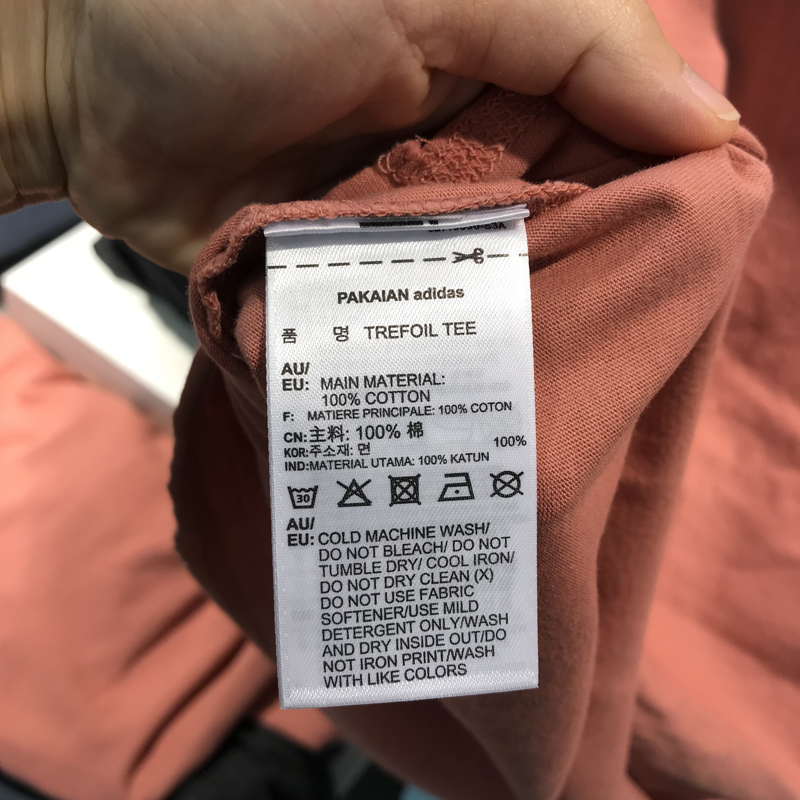 PAKAIAN adidas
품 명 TREFOIL TEE
AU/
EU: MAIN MATERIAL:
100% COTTON
F: MATIERE PRINCIPALE: 100% COTON
CN:主料: 100% 棉
KOR:주소재: 면 100%
IND:MATERIAL UTAMA: 100% KATUN
30
AU/
EU: COLD MACHINE WASH/
DO NOT BLEACH/ DO NOT
TUMBLE DRY/ COOL IRON/
DO NOT DRY CLEAN (X)
DO NOT USE FABRIC
SOFTENER/USE MILD
DETERGENT ONLY/WASH
AND DRY INSIDE OUT/DO
NOT IRON PRINT/WASH
WITH LIKE COLORS